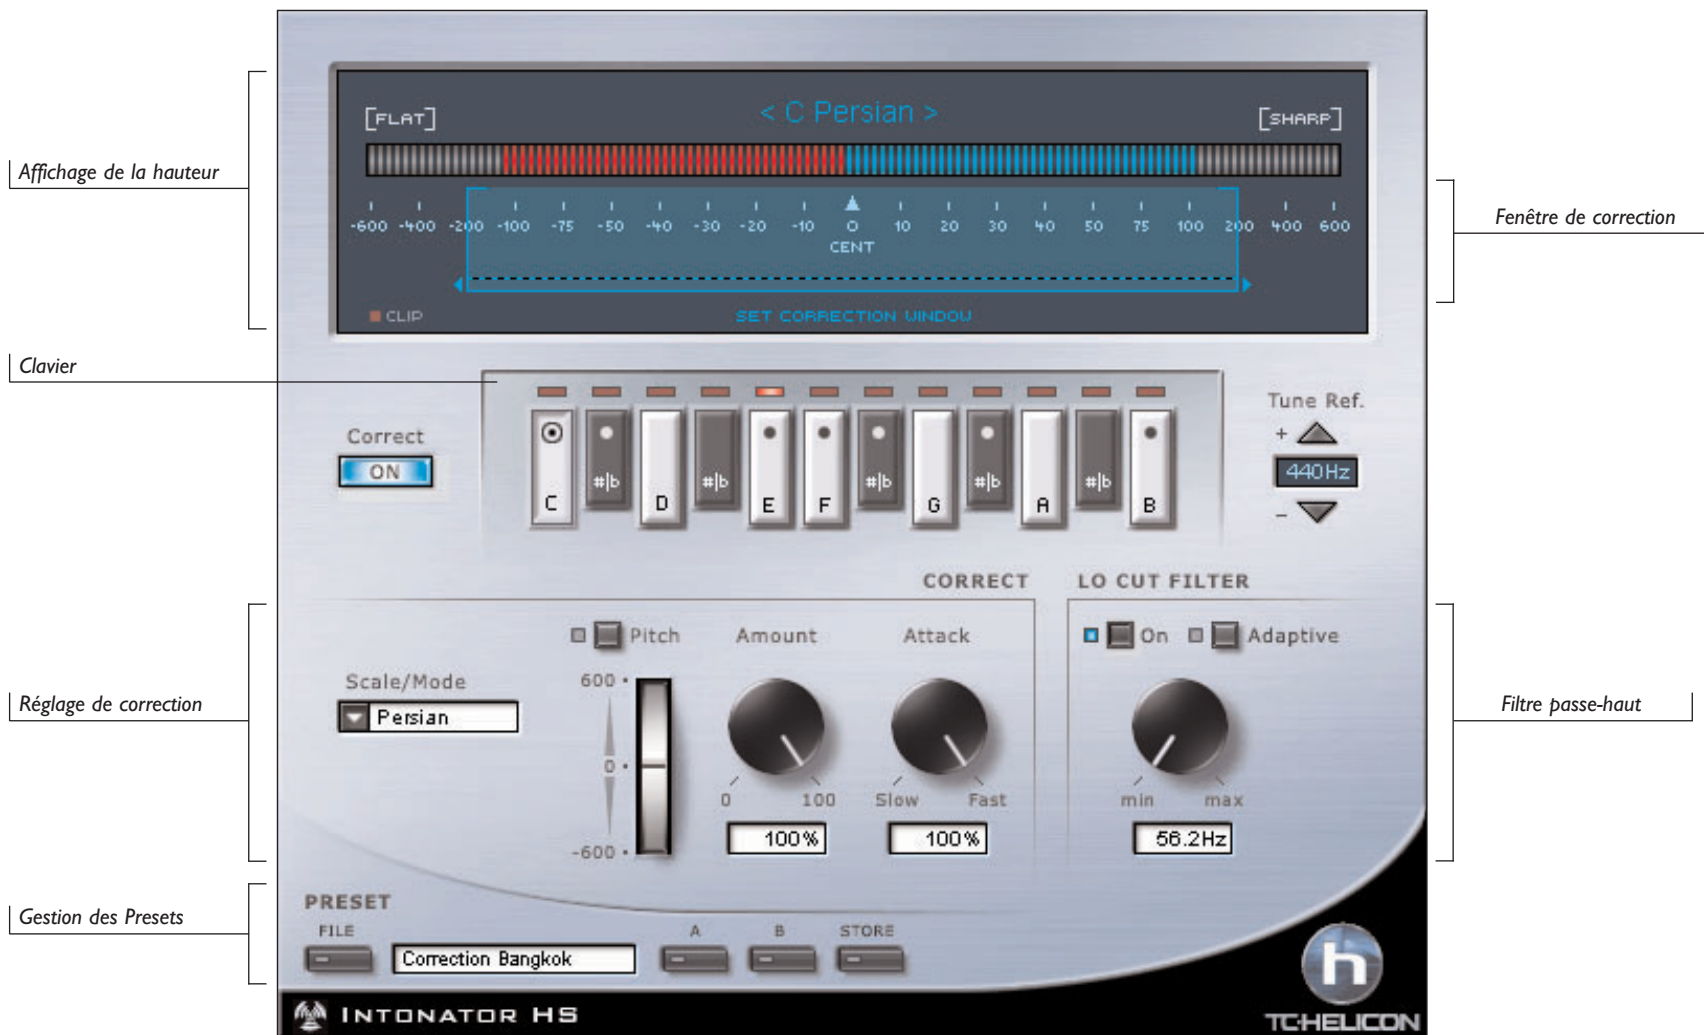 Affichage de la hauteur
Clavier
Réglage de correction
Gestion des Presets
Fenêtre de correction
Filtre passe-haut
[FLAT]
< C Persian >
[SHARP]
-600 -400 -200 -100 -75 -50 -40 -30 -20 -10 0 10 20 30 40 50 75 100 200 400 600
CENT
CLIP
SET CORRECTION WINDOW
Correct
ON
C #|b D #|b E F #|b G #|b A #|b B
Tune Ref.
+
440Hz
–
CORRECT
LO CUT FILTER
Scale/Mode
Persian
Pitch
600
0
-600
Amount
0 100
100%
Attack
Slow Fast
100%
On
Adaptive
min max
56.2Hz
PRESET
FILE
Correction Bangkok
A
B
STORE
INTONATOR HS
h
TC·HELICON